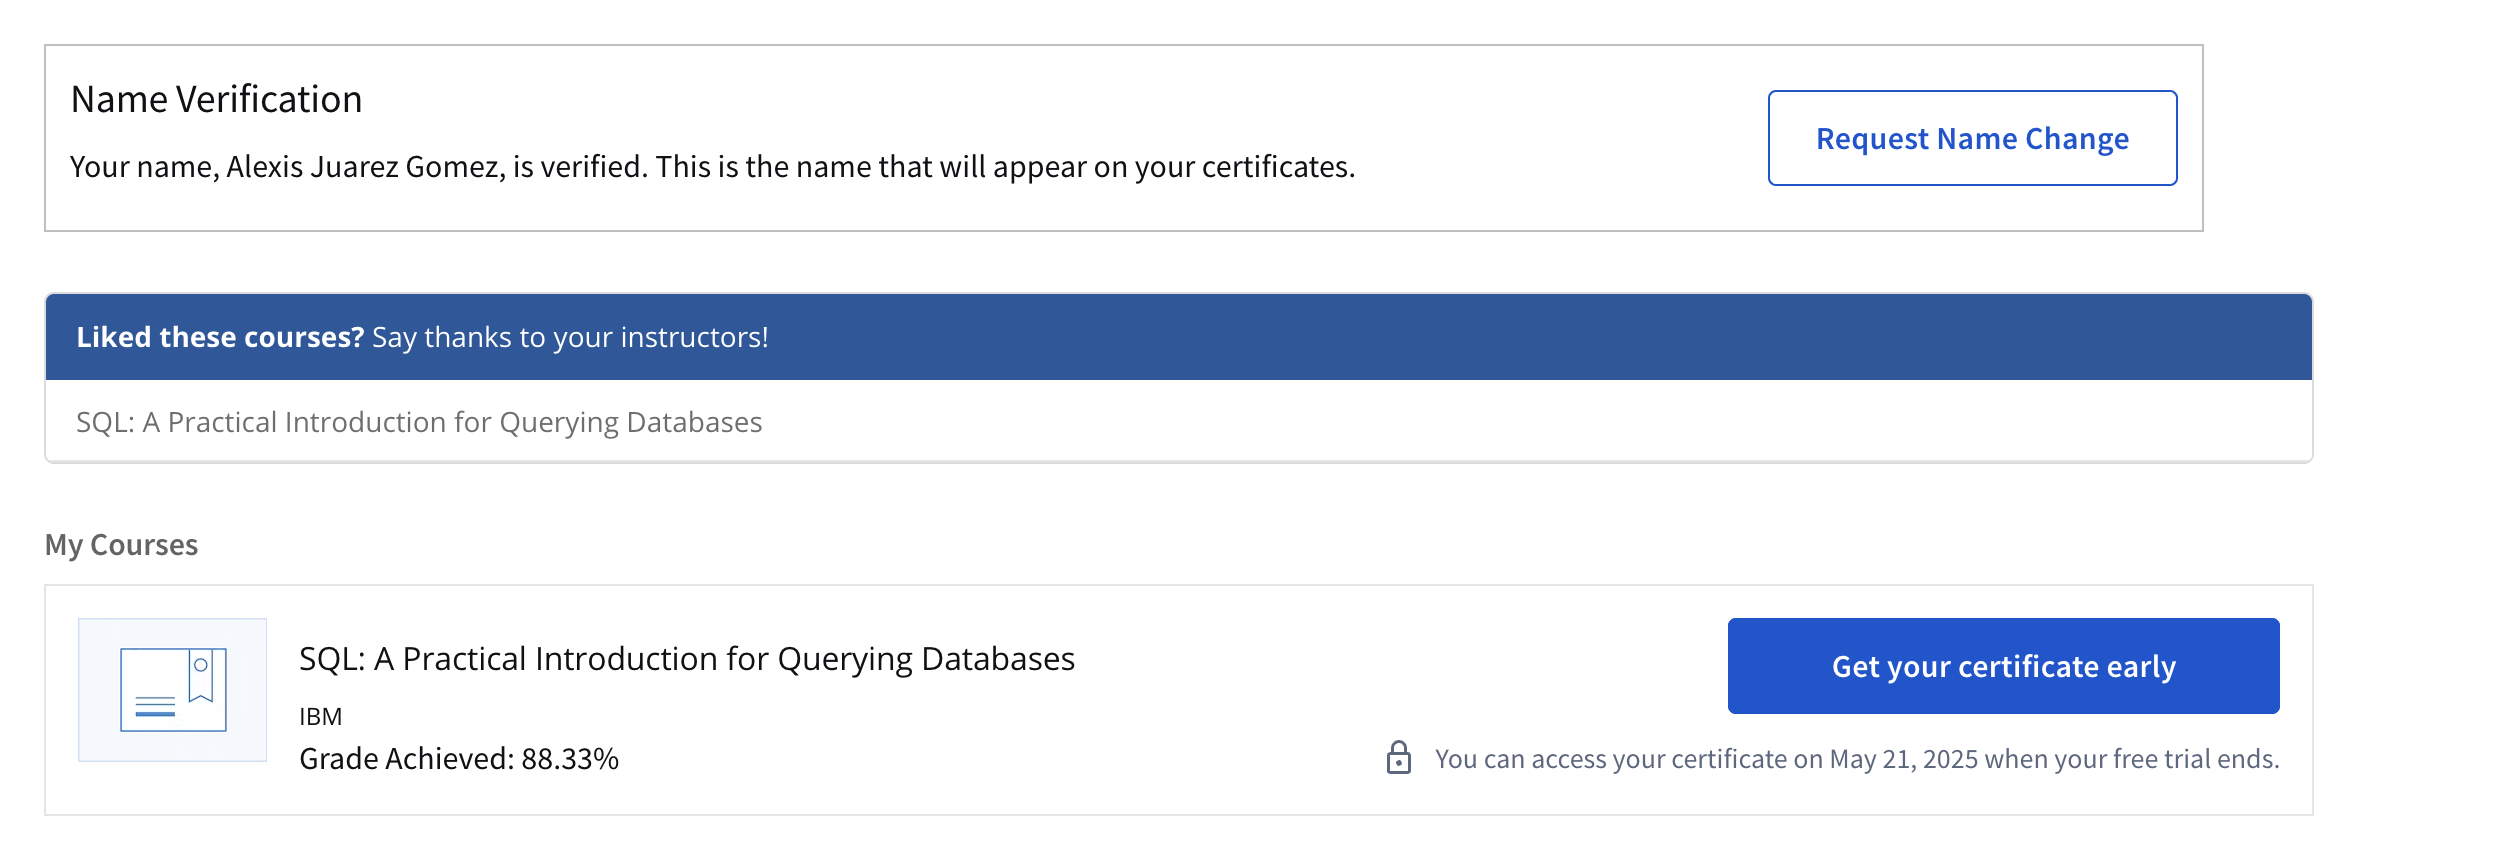 Name Verification
Your name, Alexis Juarez Gomez, is verified. This is the name that will appear on your certificates.
Request Name Change
Liked these courses? Say thanks to your instructors!
SQL: A Practical Introduction for Querying Databases
My Courses
SQL: A Practical Introduction for Querying Databases
IBM
Grade Achieved: 88.33%
Get your certificate early
You can access your certificate on May 21, 2025 when your free trial ends.